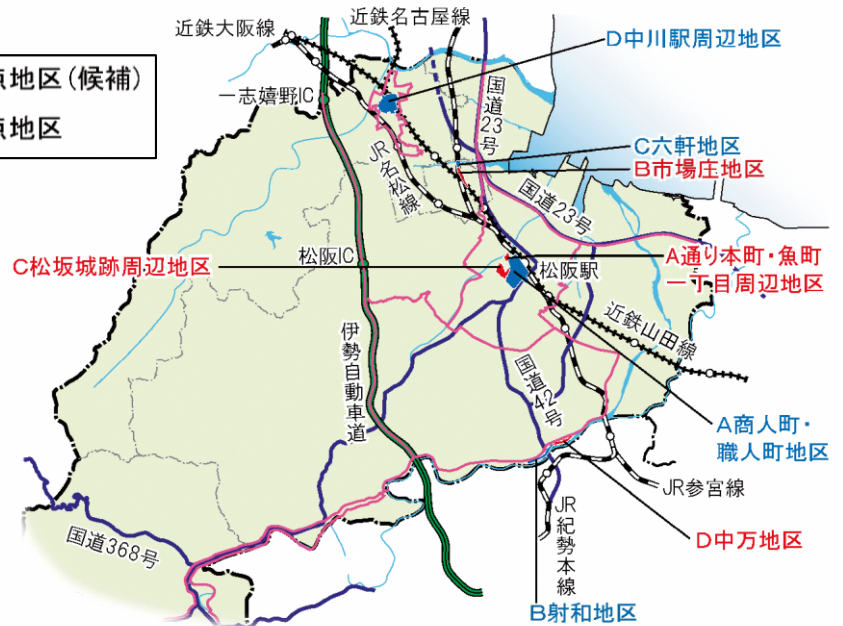 近鉄大阪線
近鉄名古屋線
D中川駅周辺地区
地区(候補)
地区
一志嬉野IC
国道23号
C六軒地区
B市場庄地区
JR名松線
国道23号
C松坂城跡周辺地区
松阪IC
松阪駅
A通り本町・魚町
一丁目周辺地区
近鉄山田線
伊勢自動車道
国道42号
A商人町・
職人町地区
JR参宮線
国道368号
JR紀勢本線
D中万地区
B射和地区